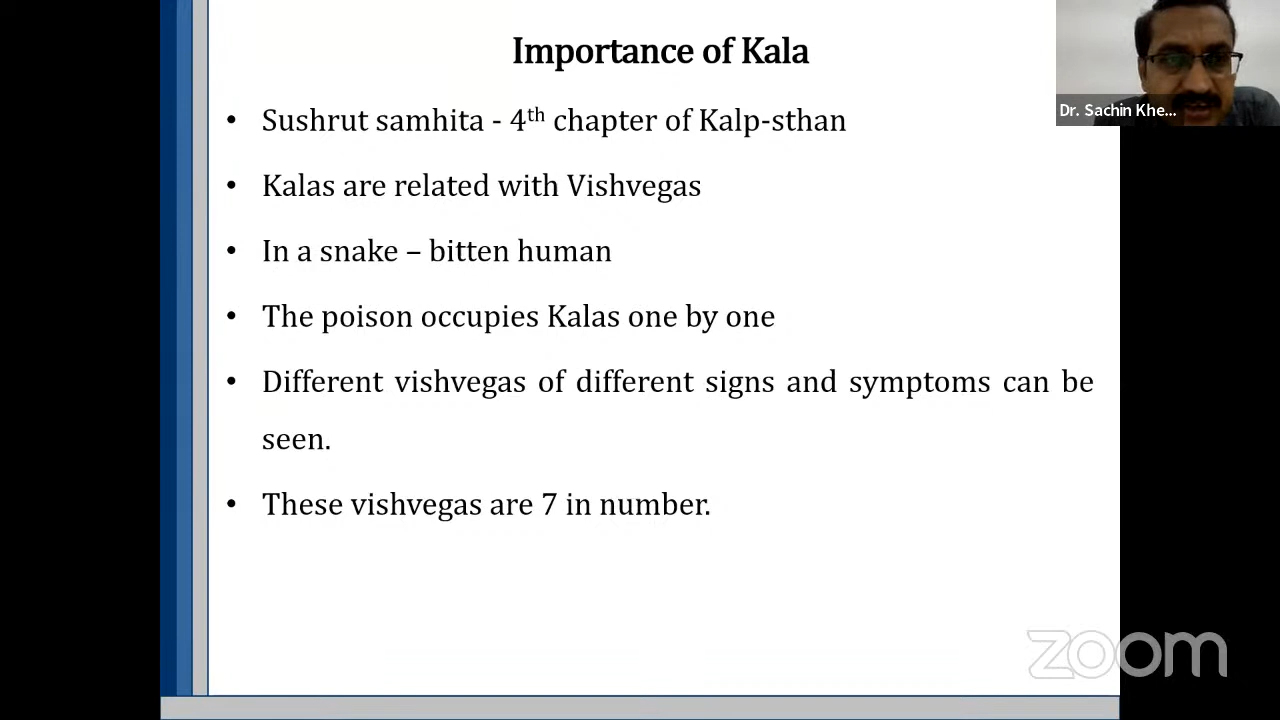 Importance of Kala
Dr. Sachin Khe...
• Sushrut samhita - 4th chapter of Kalp-sthan
• Kalas are related with Vishvegas
• In a snake – bitten human
• The poison occupies Kalas one by one
• Different vishvegas of different signs and symptoms can be
seen.
• These vishvegas are 7 in number.
zoom